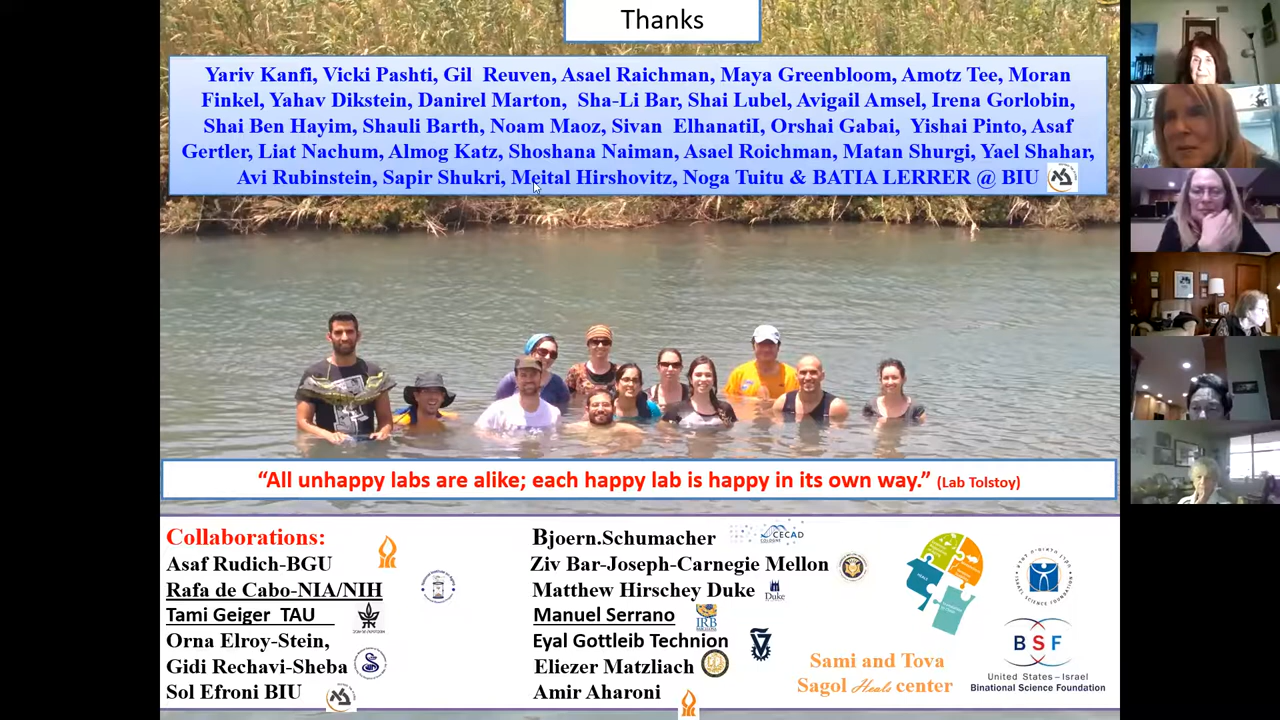 Thanks
Yariv Kanfi, Vicki Pashti, Gil Reuven, Asael Raichman, Maya Greenbloom, Amotz Tee, Moran
Finkel, Yahav Dikstein, Danirel Marton, Sha-Li Bar, Shai Lubel, Avigail Amsel, Irena Gorlobin,
Shai Ben Hayim, Shauli Barth, Noam Maoz, Sivan ElhanatiI, Orshai Gabai, Yishai Pinto, Asaf
Gertler, Liat Nachum, Almog Katz, Shoshana Naiman, Asael Roichman, Matan Shurgi, Yael Shahar,
Avi Rubinstein, Sapir Shukri, Meital Hirshovitz, Noga Tuitu & BATIA LERRER @ BIU
“All unhappy labs are alike; each happy lab is happy in its own way.” (Lab Tolstoy)
Collaborations:
Asaf Rudich-BGU
Rafa de Cabo-NIA/NIH
Tami Geiger TAU
Orna Elroy-Stein,
Gidi Rechavi-Sheba
Sol Efroni BIU
Bjoern.Schumacher
CECAD
COLOGNE
Ziv Bar-Joseph-Carnegie Mellon
Matthew Hirschey Duke
Duke
Manuel Serrano
IRB
Eyal Gottleib Technion
Eliezer Matzliach
Amir Aharoni
Sami and Tova
Sagol Heals center
BSF
United States - Israel
Binational Science Foundation